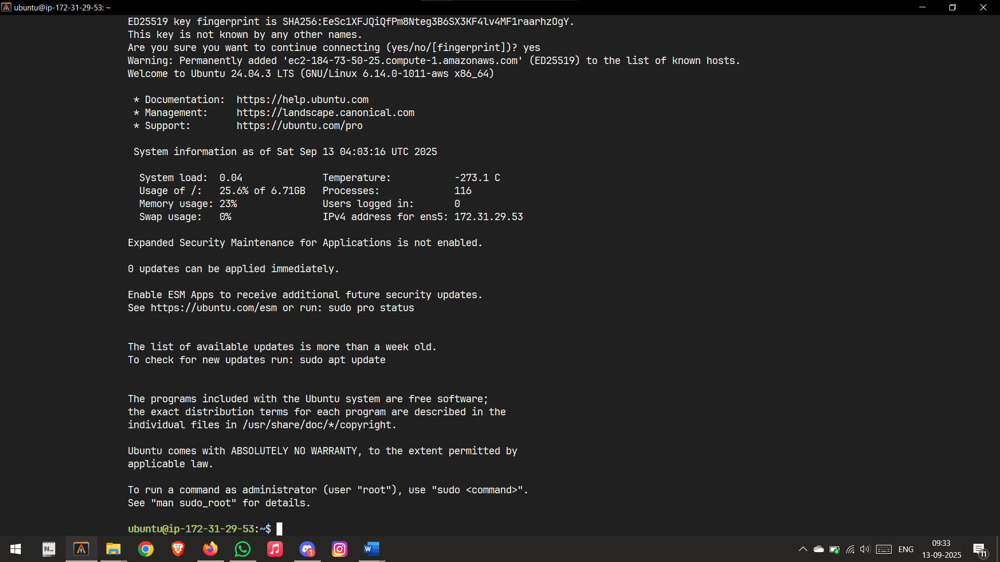 ubuntu@ip-172-31-29-53: ~
ED25519 key fingerprint is SHA256:EeSc1XFJQiQfPm8Nteg3B6SX3KF4lv4MF1raarhzOgY.
This key is not known by any other names.
Are you sure you want to continue connecting (yes/no/[fingerprint])? yes
Warning: Permanently added 'ec2-184-73-50-25.compute-1.amazonaws.com' (ED25519) to the list of known hosts.
Welcome to Ubuntu 24.04.3 LTS (GNU/Linux 6.14.0-1011-aws x86_64)
* Documentation:  https://help.ubuntu.com
* Management:     https://landscape.canonical.com
* Support:        https://ubuntu.com/pro
System information as of Sat Sep 13 04:03:16 UTC 2025
System load:  0.04              Temperature:           -273.1 C
Usage of /:   25.6% of 6.71GB   Processes:             116
Memory usage: 23%               Users logged in:       0
Swap usage:   0%                IPv4 address for ens5: 172.31.29.53
Expanded Security Maintenance for Applications is not enabled.
0 updates can be applied immediately.
Enable ESM Apps to receive additional future security updates.
See https://ubuntu.com/esm or run: sudo pro status
The list of available updates is more than a week old.
To check for new updates run: sudo apt update
The programs included with the Ubuntu system are free software;
the exact distribution terms for each program are described in the
individual files in /usr/share/doc/*/copyright.
Ubuntu comes with ABSOLUTELY NO WARRANTY, to the extent permitted by
applicable law.
To run a command as administrator (user "root"), use "sudo <command>".
See "man sudo_root" for details.
ubuntu@ip-172-31-29-53:~$
N_
1
W
ENG
09:33
13-09-2025
11